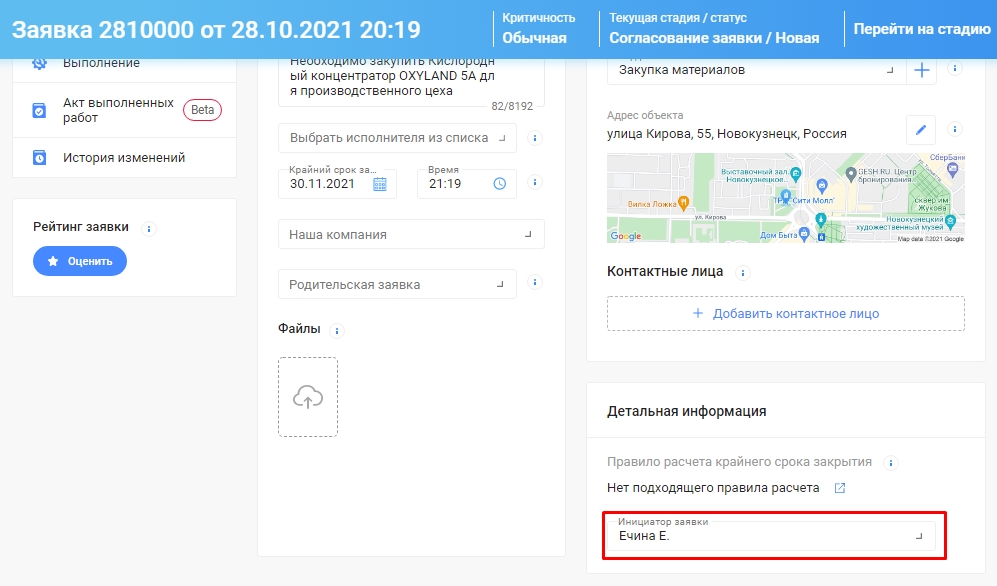 Заявка 2810000 от 28.10.2021 20:19
Критичность
Обычная
Текущая стадия / статус
Согласование заявки / Новая
Перейти на стадию
Выполнение
Акт выполненных
работ
Beta
История изменений
Рейтинг заявки
Оценить
Необходимо закупить Кислородн
ый концентратор OXYLAND 5A дл
я производственного цеха
82/8192
Выбрать исполнителя из списка
Крайний срок за...
30.11.2021
Время
21:19
Наша компания
Родительская заявка
Файлы
Закупка материалов
Адрес объекта
улица Кирова, 55, Новокузнецк, Россия
СберБанк
Выставочный зал,
Новокузнецкое...
GESH.RU. Центр
бронирования
ТРК "Сити Молл"
Вилка Ложка
сквер им.
Жукова
ул. Кирова
Новокузнецкий
художественный музей
Дом Быта
Google
Map data ©2021 Google
Контактные лица
Добавить контактное лицо
Детальная информация
Правило расчета крайнего срока закрытия
Нет подходящего правила расчета
Инициатор заявки
Ечина Е.